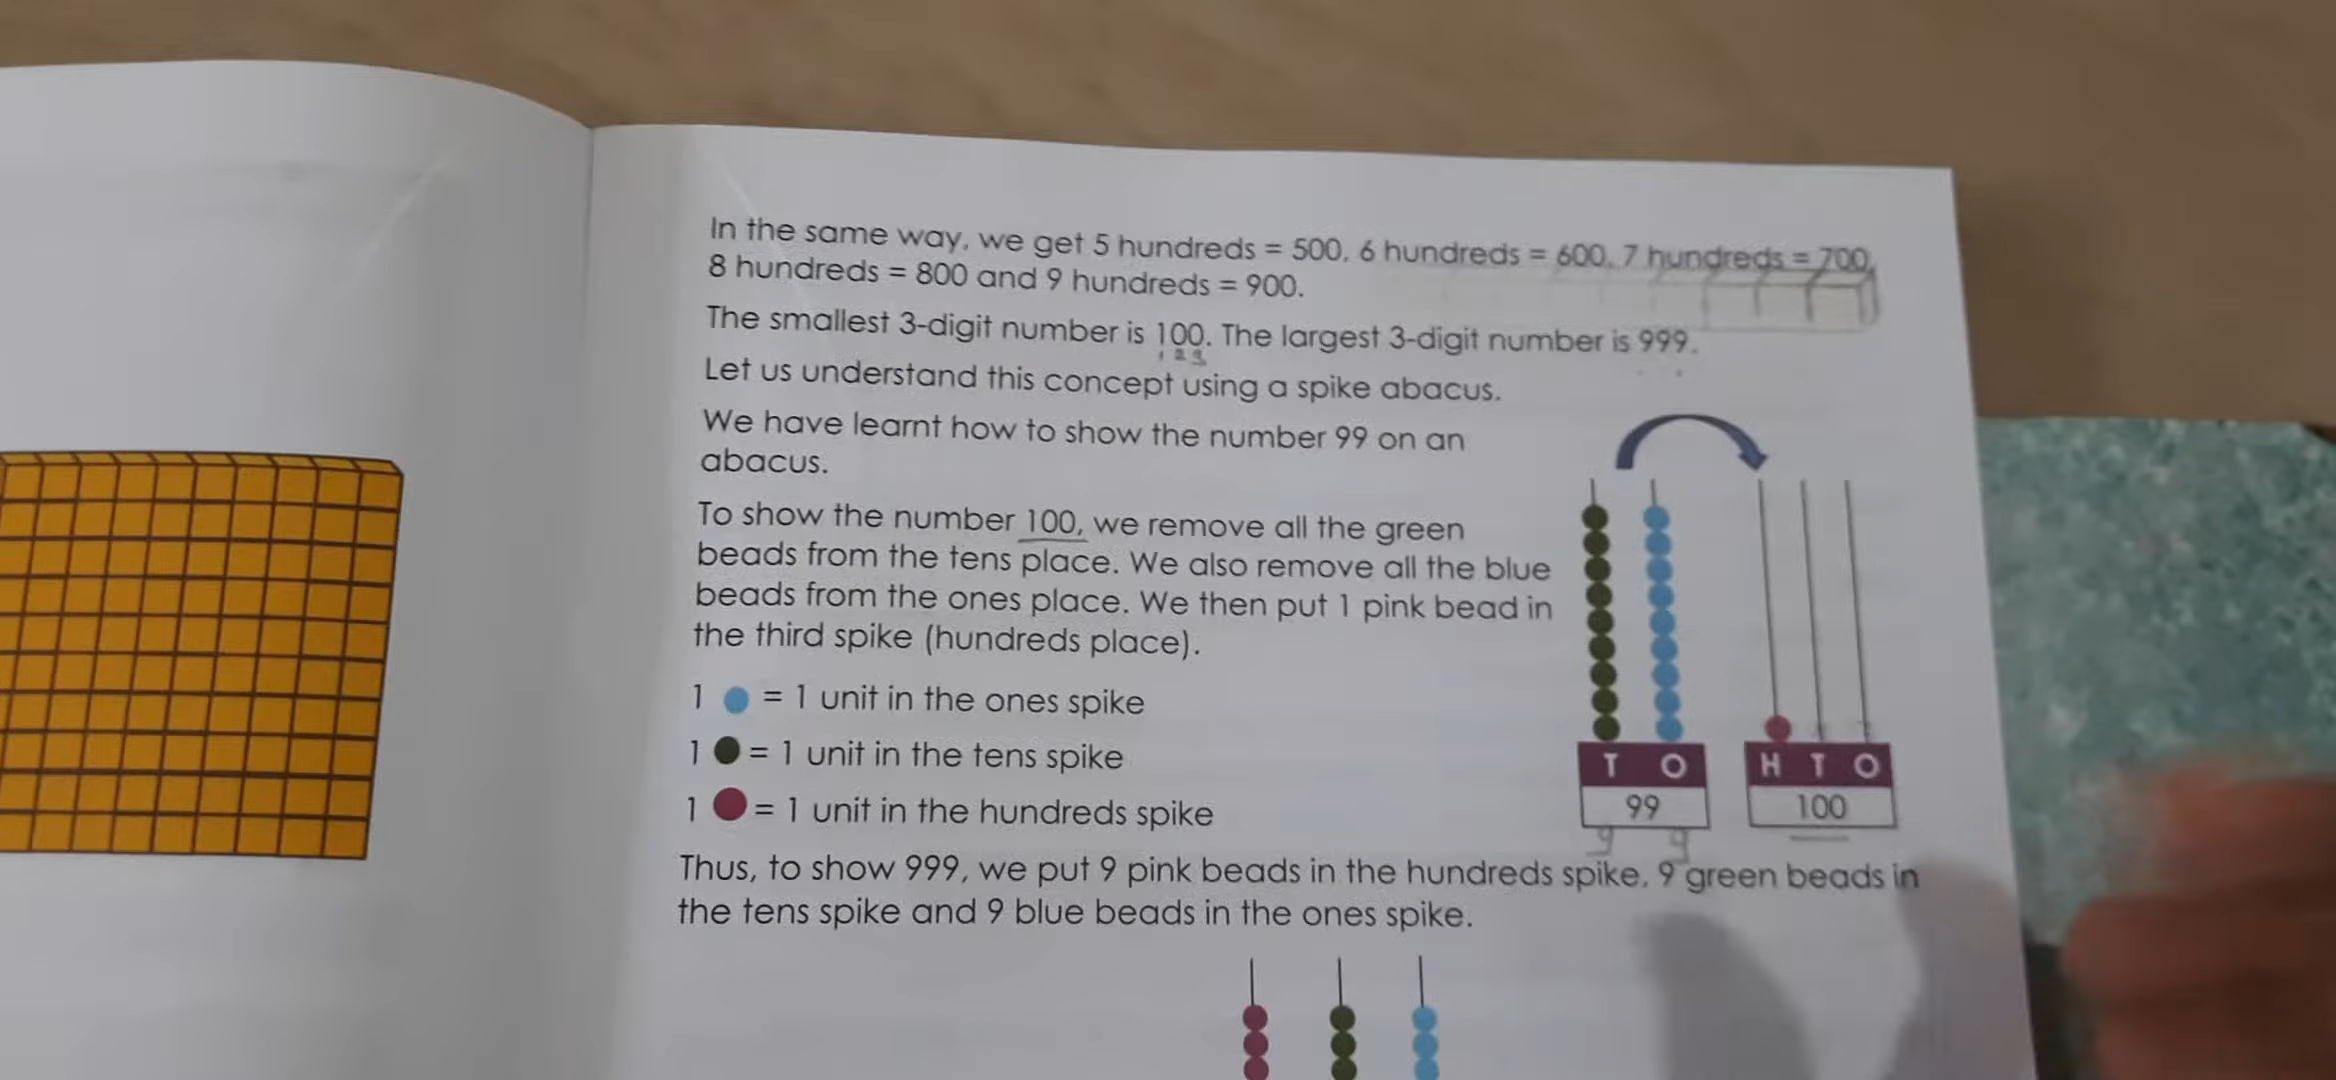 In the same way, we get 5 hundreds = 500, 6 hundreds = 600, 7 hundreds = 700,
8 hundreds = 800 and 9 hundreds = 900.
The smallest 3-digit number is 100. The largest 3-digit number is 999.
1 2 3
Let us understand this concept using a spike abacus.
We have learnt how to show the number 99 on an
abacus.
To show the number 100, we remove all the green
beads from the tens place. We also remove all the blue
beads from the ones place. We then put 1 pink bead in
the third spike (hundreds place).
1 = 1 unit in the ones spike
1 = 1 unit in the tens spike
1 = 1 unit in the hundreds spike
T O
99
9 9
H T O
100
Thus, to show 999, we put 9 pink beads in the hundreds spike, 9 green beads in
the tens spike and 9 blue beads in the ones spike.